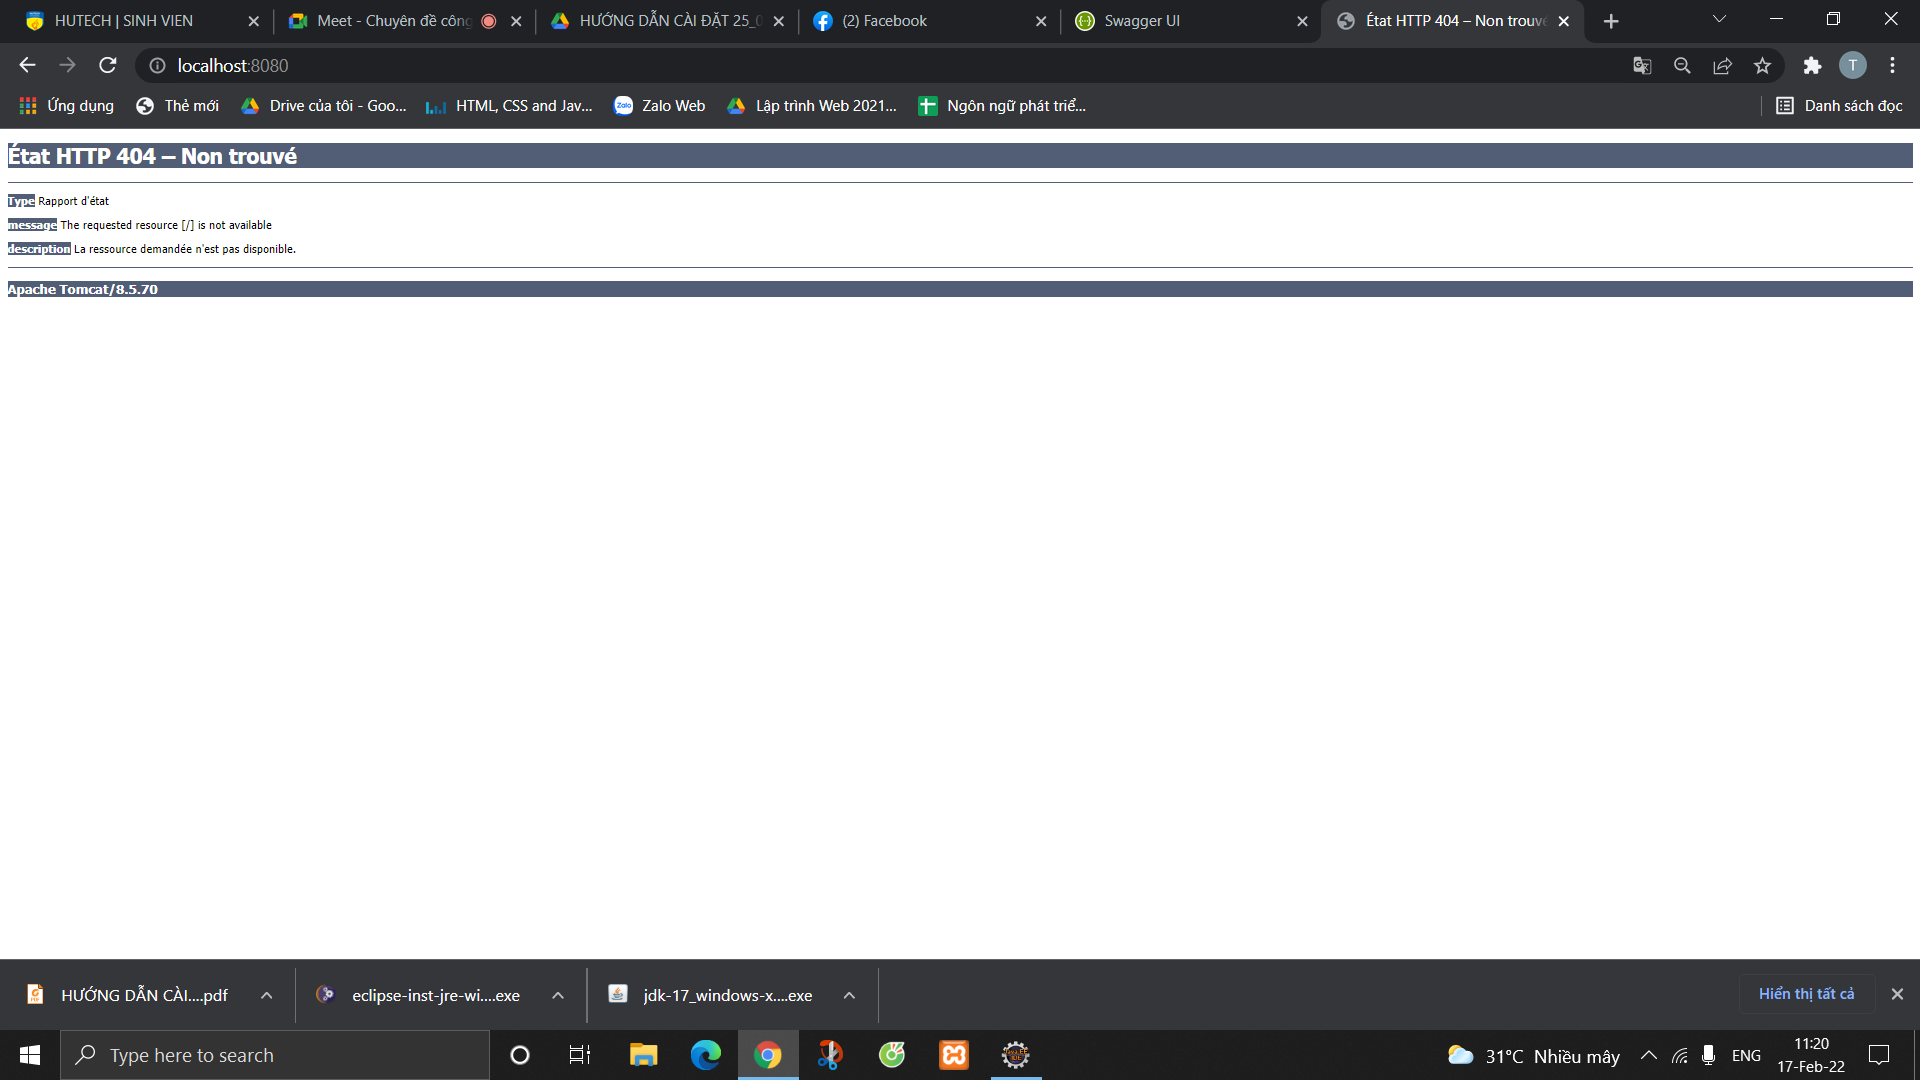 HUTECH | SINH VIEN
Meet - Chuyên đề công
HƯỚNG DẪN CÀI ĐẶT 25_0
(2) Facebook
Swagger UI
État HTTP 404 – Non trouvé
localhost:8080
T
Ứng dụng
Thẻ mới
Drive của tôi - Goo...
HTML, CSS and Jav...
Zalo Web
Lập trình Web 2021...
Ngôn ngữ phát triể...
Danh sách đọc
État HTTP 404 – Non trouvé
Type Rapport d'état
message The requested resource [/] is not available
description La ressource demandée n'est pas disponible.
Apache Tomcat/8.5.70
HƯỚNG DẪN CÀI....pdf
eclipse-inst-jre-wi....exe
jdk-17_windows-x....exe
Hiển thị tất cả
Type here to search
31°C Nhiều mây
ENG
11:20
17-Feb-22